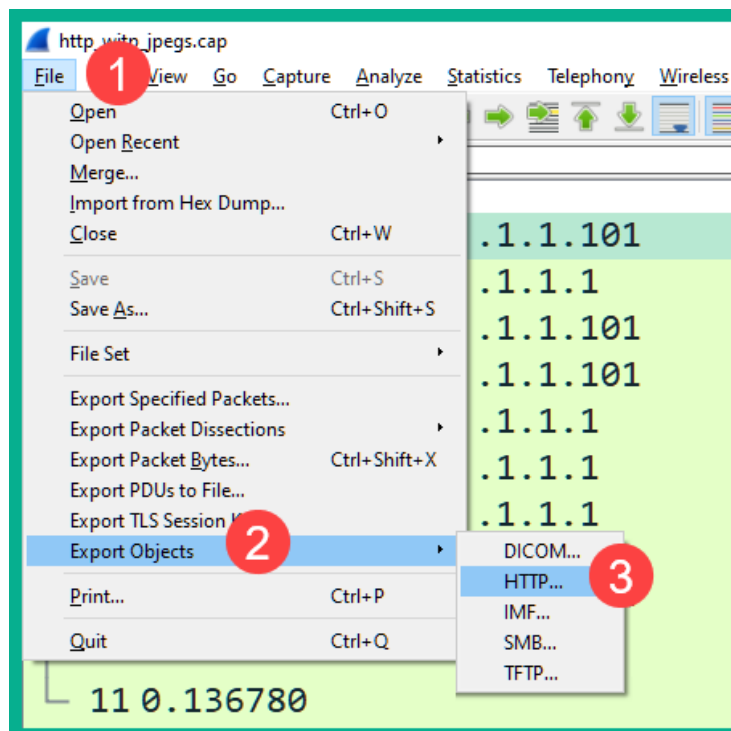 http_with_jpegs.cap
File 1 View Go Capture Analyze Statistics Telephony Wireless
Open Ctrl+O
Open Recent
Merge...
Import from Hex Dump...
Close Ctrl+W
.1.1.101
Save Ctrl+S
.1.1.1
Save As... Ctrl+Shift+S
.1.1.101
File Set
.1.1.101
Export Specified Packets...
Export Packet Dissections
.1.1.1
Export Packet Bytes... Ctrl+Shift+X
.1.1.1
Export PDUs to File...
Export TLS Session
.1.1.1
Export Objects 2
DICOM...
HTTP... 3
Print... Ctrl+P
IMF...
Quit Ctrl+Q
SMB...
TFTP...
11 0.136780